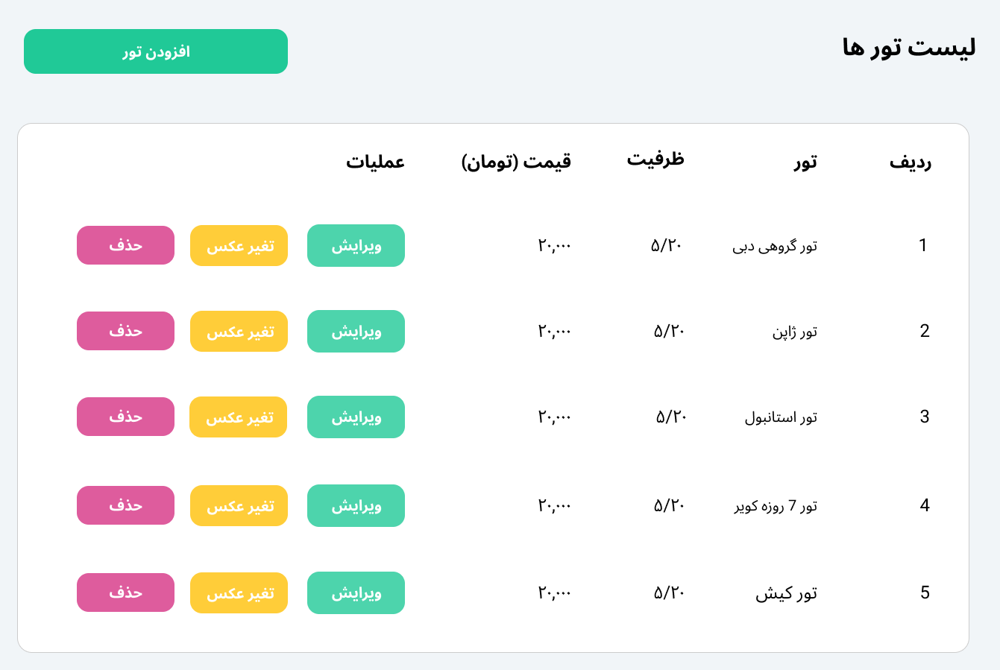 لیست تور ها
افزودن تور
ردیف تور ظرفیت قیمت (تومان) عملیات
1 تور گروهی دبی ۵/۲۰ ۲۰,۰۰۰ ویرایش تغیر عکس حذف
2 تور ژاپن ۵/۲۰ ۲۰,۰۰۰ ویرایش تغیر عکس حذف
3 تور استانبول ۵/۲۰ ۲۰,۰۰۰ ویرایش تغیر عکس حذف
4 تور 7 روزه کویر ۵/۲۰ ۲۰,۰۰۰ ویرایش تغیر عکس حذف
5 تور کیش ۵/۲۰ ۲۰,۰۰۰ ویرایش تغیر عکس حذف